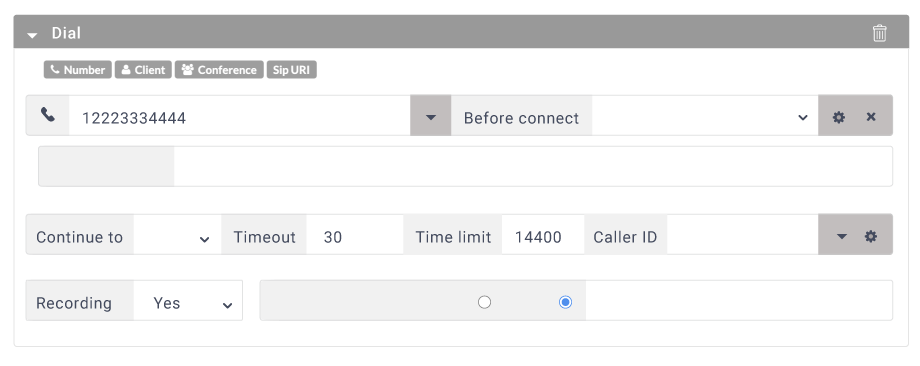 Dial
Number Client Conference Sip URI
12223334444 Before connect
Continue to Timeout 30 Time limit 14400 Caller ID
Recording Yes